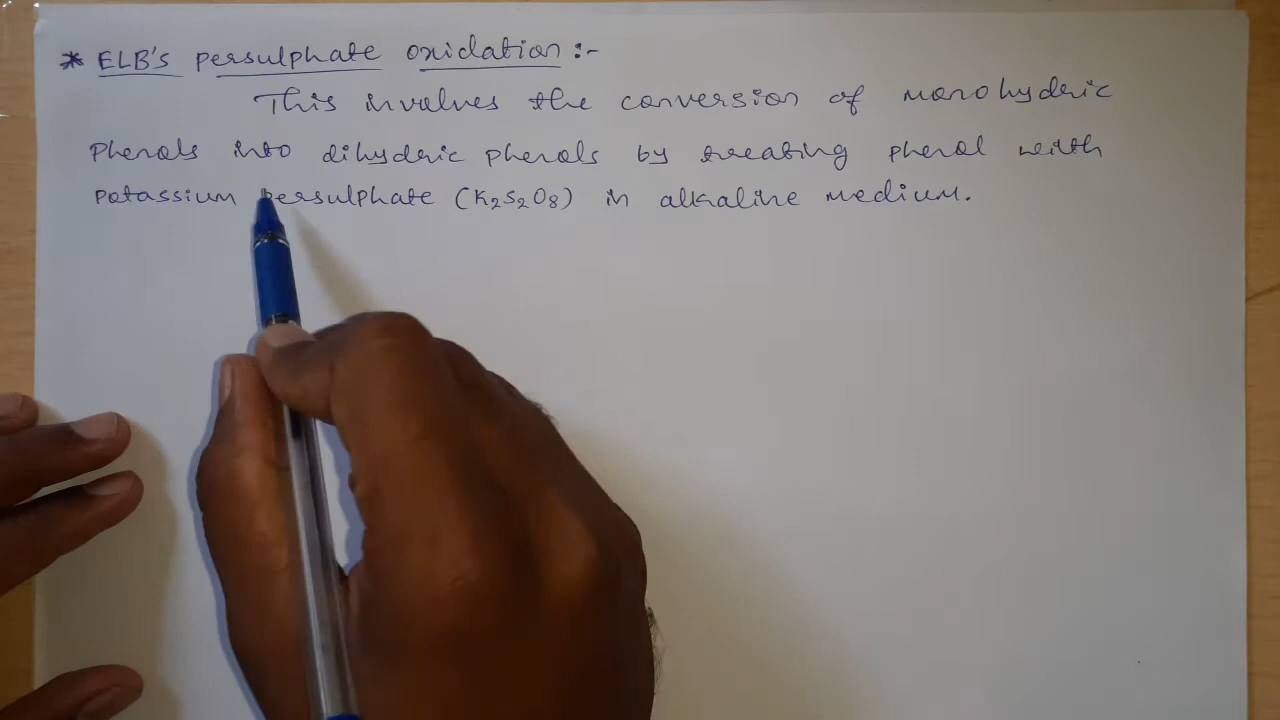 * ELB's persulphate oxidation :-
This involves the conversion of monohydric
phenols into dihydric phenols by treating phenol with
potassium persulphate (K₂S₂O₈) in alkaline medium.